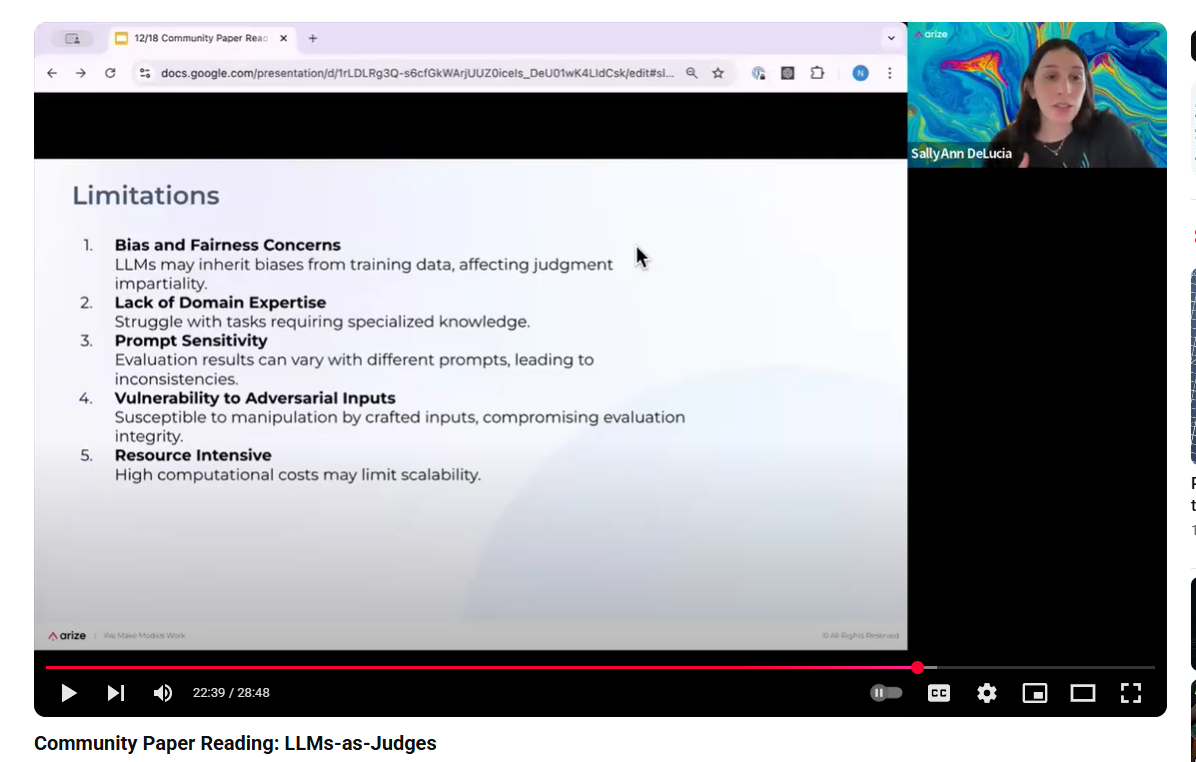 12/18 Community Paper Read
docs.google.com/presentation/d/1rLDLRg3Q-s6cfGkWArjUUZ0icels_DeU01wK4LIdCsk/edit#sl...
N
arize
SallyAnn DeLucia
Limitations
1. Bias and Fairness Concerns
LLMs may inherit biases from training data, affecting judgment
impartiality.
2. Lack of Domain Expertise
Struggle with tasks requiring specialized knowledge.
3. Prompt Sensitivity
Evaluation results can vary with different prompts, leading to
inconsistencies.
4. Vulnerability to Adversarial Inputs
Susceptible to manipulation by crafted inputs, compromising evaluation
integrity.
5. Resource Intensive
High computational costs may limit scalability.
arize | We Make Models Work
© All Rights Reserved
22:39 / 28:48
CC
Community Paper Reading: LLMs-as-Judges